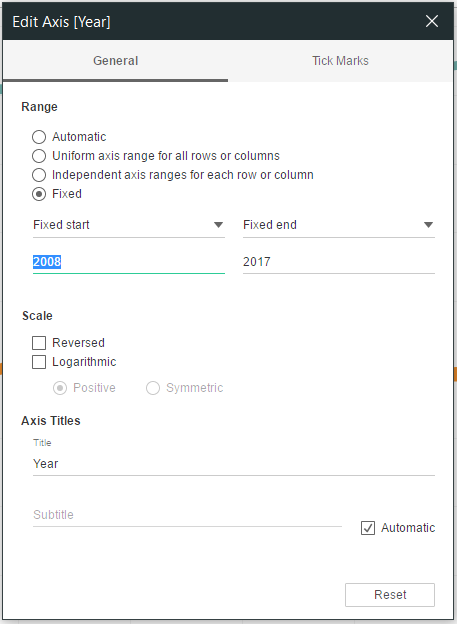 Edit Axis [Year]
General Tick Marks
Range
Automatic
Uniform axis range for all rows or columns
Independent axis ranges for each row or column
Fixed
Fixed start Fixed end
2008 2017
Scale
Reversed
Logarithmic
Positive Symmetric
Axis Titles
Title
Year
Subtitle
Automatic
Reset